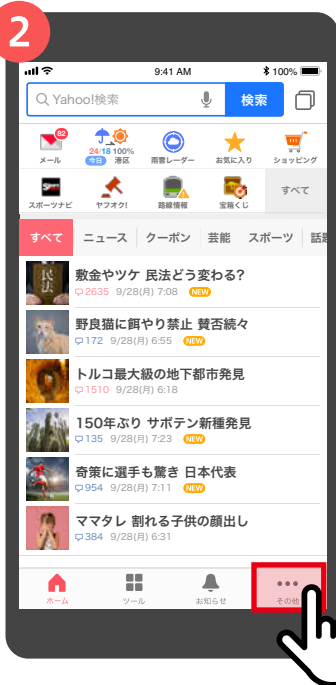 2
9:41 AM
100%
Yahoo!検索
検索
82
24/18 100%
今日 港区
メール
雨雲レーダー
お気に入り
ショッピング
スポーツナビ
ヤフオク!
路線情報
宝箱くじ
すべて
すべて ニュース クーポン 芸能 スポーツ 話題
民法
敷金やツケ 民法どう変わる?
2635 9/28(月) 7:08 NEW
野良猫に餌やり禁止 賛否続々
172 9/28(月) 6:55 NEW
トルコ最大級の地下都市発見
1510 9/28(月) 6:18
150年ぶり サボテン新種発見
135 9/28(月) 7:23 NEW
奇策に選手も驚き 日本代表
954 9/28(月) 7:11 NEW
ママタレ 割れる子供の顔出し
384 9/28(月) 6:31
ホーム
ツール
お知らせ
その他